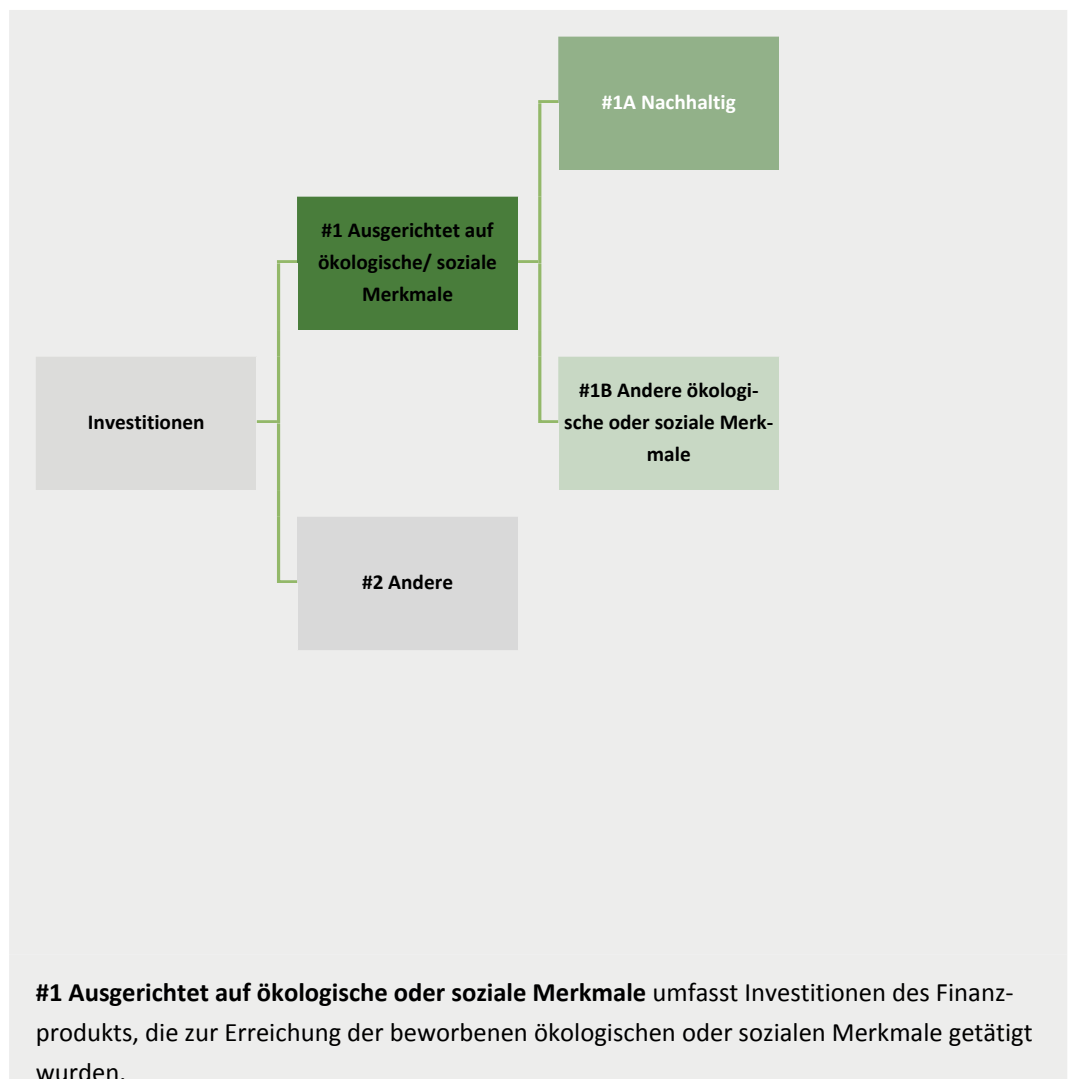 #1A Nachhaltig
#1 Ausgerichtet auf
ökologische/ soziale
Merkmale
#1B Andere ökologi-
sche oder soziale Merk-
male
Investitionen
#2 Andere
#1 Ausgerichtet auf ökologische oder soziale Merkmale umfasst Investitionen des Finanz-
produkts, die zur Erreichung der beworbenen ökologischen oder sozialen Merkmale getätigt
wurden.